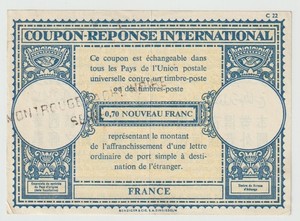 C 22
COUPON-REPONSE INTERNATIONAL
Ce coupon est échangeable dans
tous les Pays de l'Union postale
universelle contre un timbre-poste
ou des timbres-poste
0,70 NOUVEAU FRANC
représentant le montant
de l'affranchissement d'une lettre
ordinaire de port simple à desti-
nation de l'étranger.
FRANCE